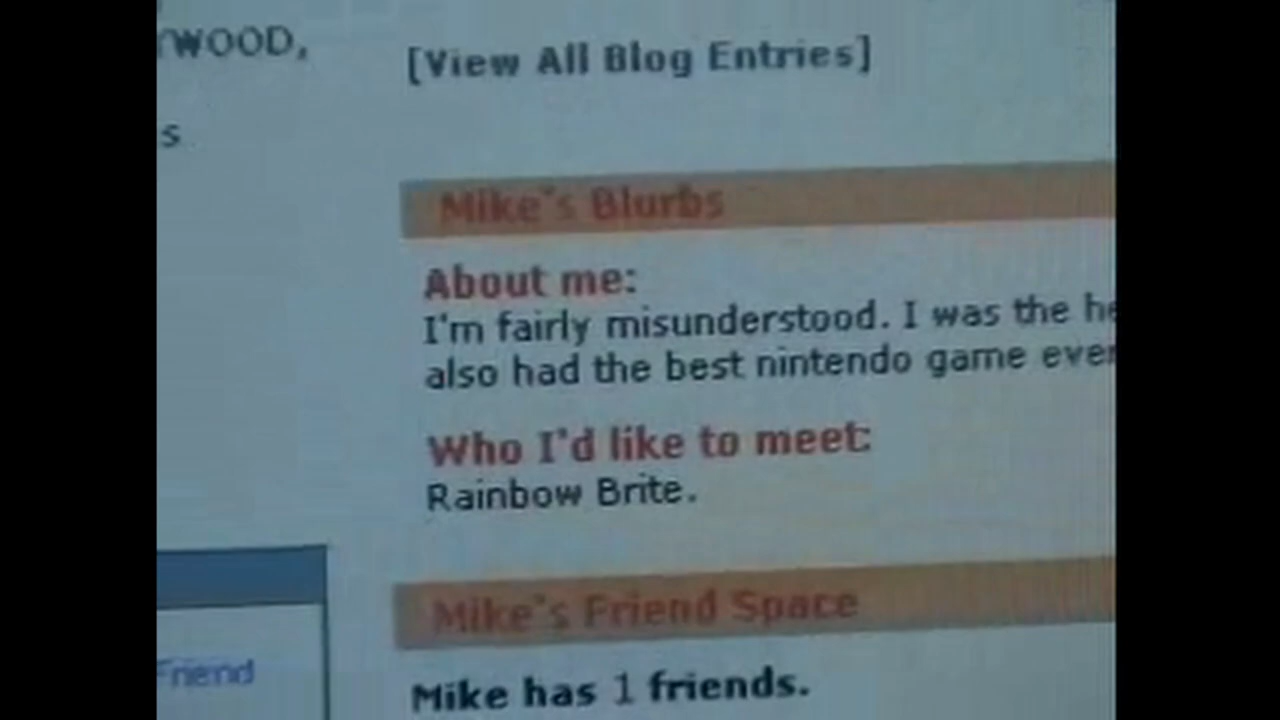 WOOD,
s
[View All Blog Entries]
Mike's Blurbs
About me:
I'm fairly misunderstood. I was the
also had the best nintendo game ever
Who I'd like to meet:
Rainbow Brite.
Mike's Friend Space
Friend
Mike has 1 friends.